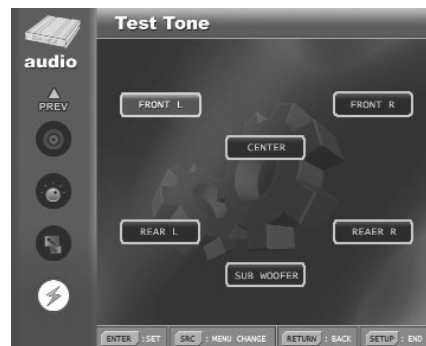 Test Tone
audio
PREV
FRONT L
FRONT R
CENTER
REAR L
REAER R
SUB WOOFER
ENTER : SET SRC : MENU CHANGE RETURN : BACK SETUP : END